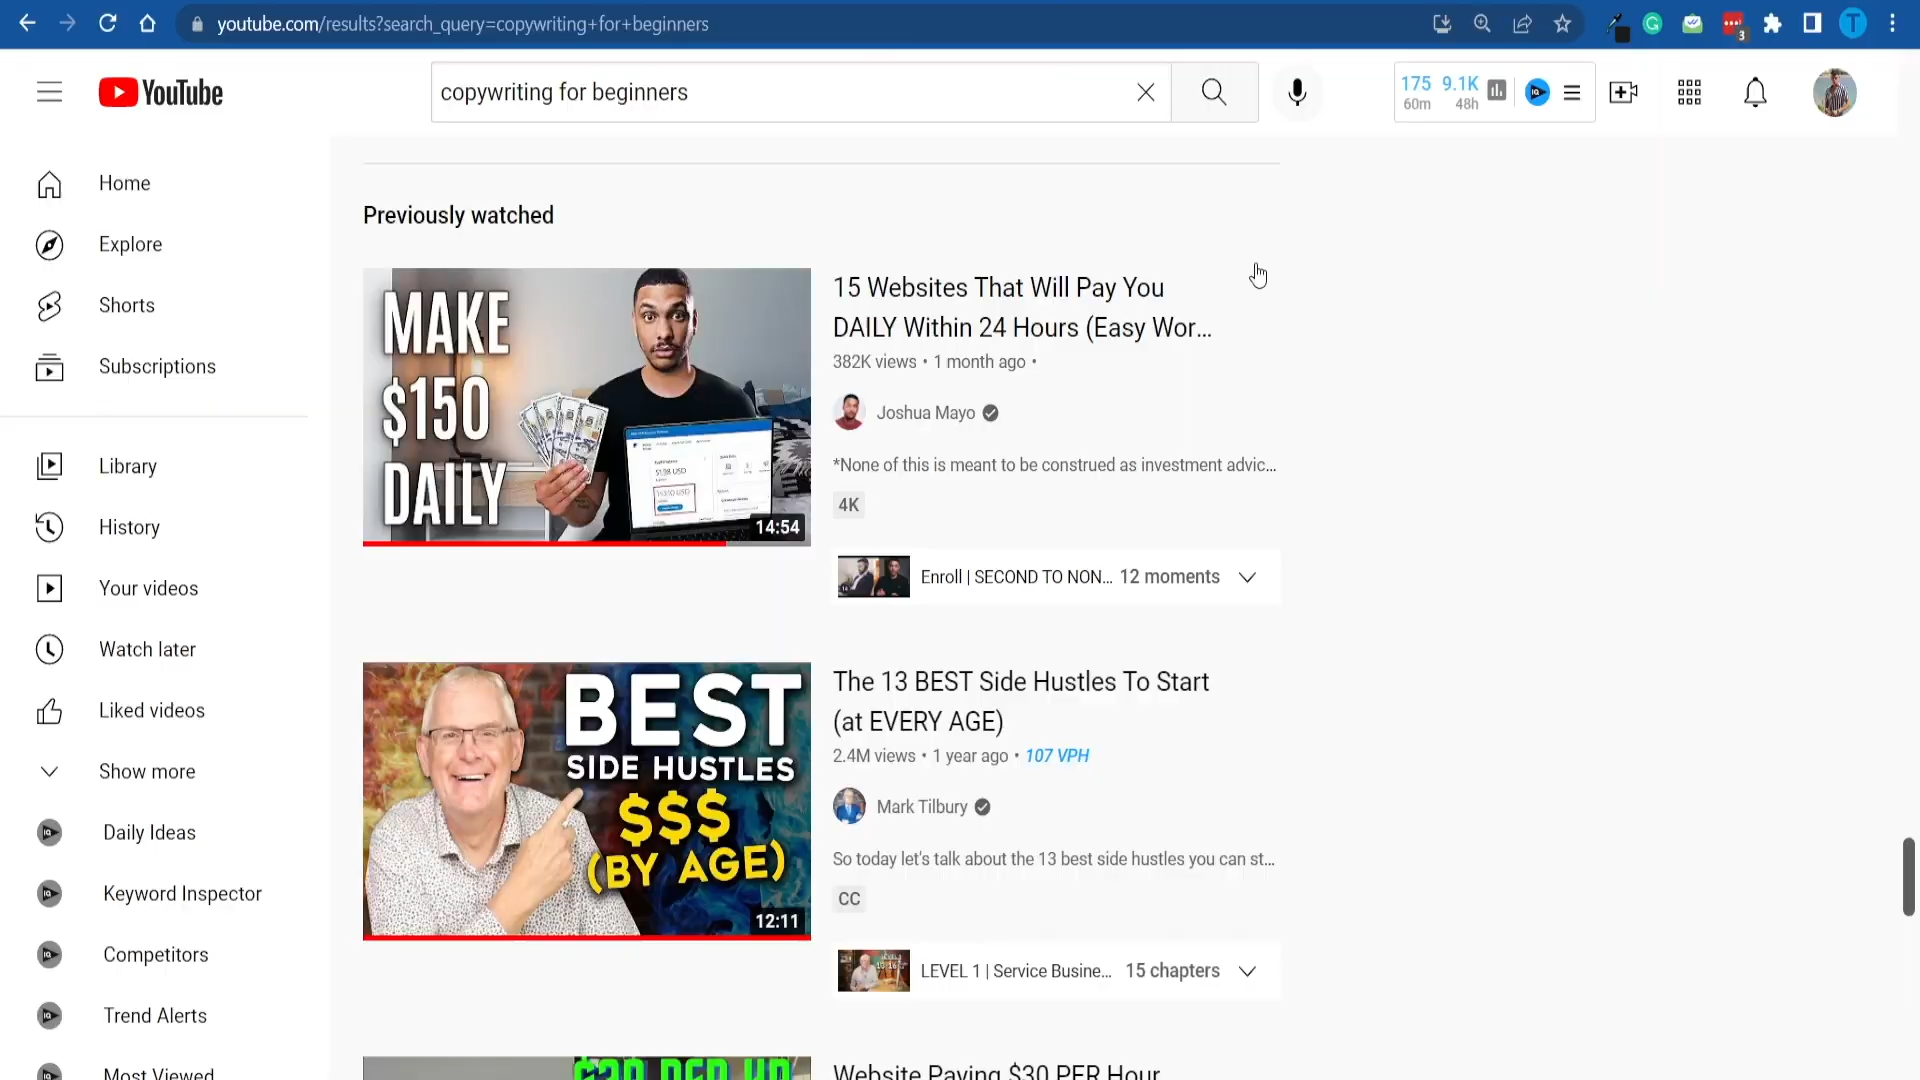 youtube.com/results?search_query=copywriting+for+beginners
3
T
YouTube
copywriting for beginners
175 9.1K
60m 48h
Home
Explore
Shorts
Subscriptions
Library
History
Your videos
Watch later
Liked videos
Show more
Daily Ideas
Keyword Inspector
Competitors
Trend Alerts
Most Viewed
Previously watched
MAKE
$150
DAILY
14:54
15 Websites That Will Pay You
DAILY Within 24 Hours (Easy Wor...
382K views • 1 month ago •
Joshua Mayo
*None of this is meant to be construed as investment advic...
4K
Enroll | SECOND TO NON... 12 moments
BEST
SIDE HUSTLES
$$$
(BY AGE)
12:11
The 13 BEST Side Hustles To Start
(at EVERY AGE)
2.4M views • 1 year ago • 107 VPH
Mark Tilbury
So today let's talk about the 13 best side hustles you can st...
CC
LEVEL 1 | Service Busine... 15 chapters
$30 PER HR
Website Paying $30 PER Hour